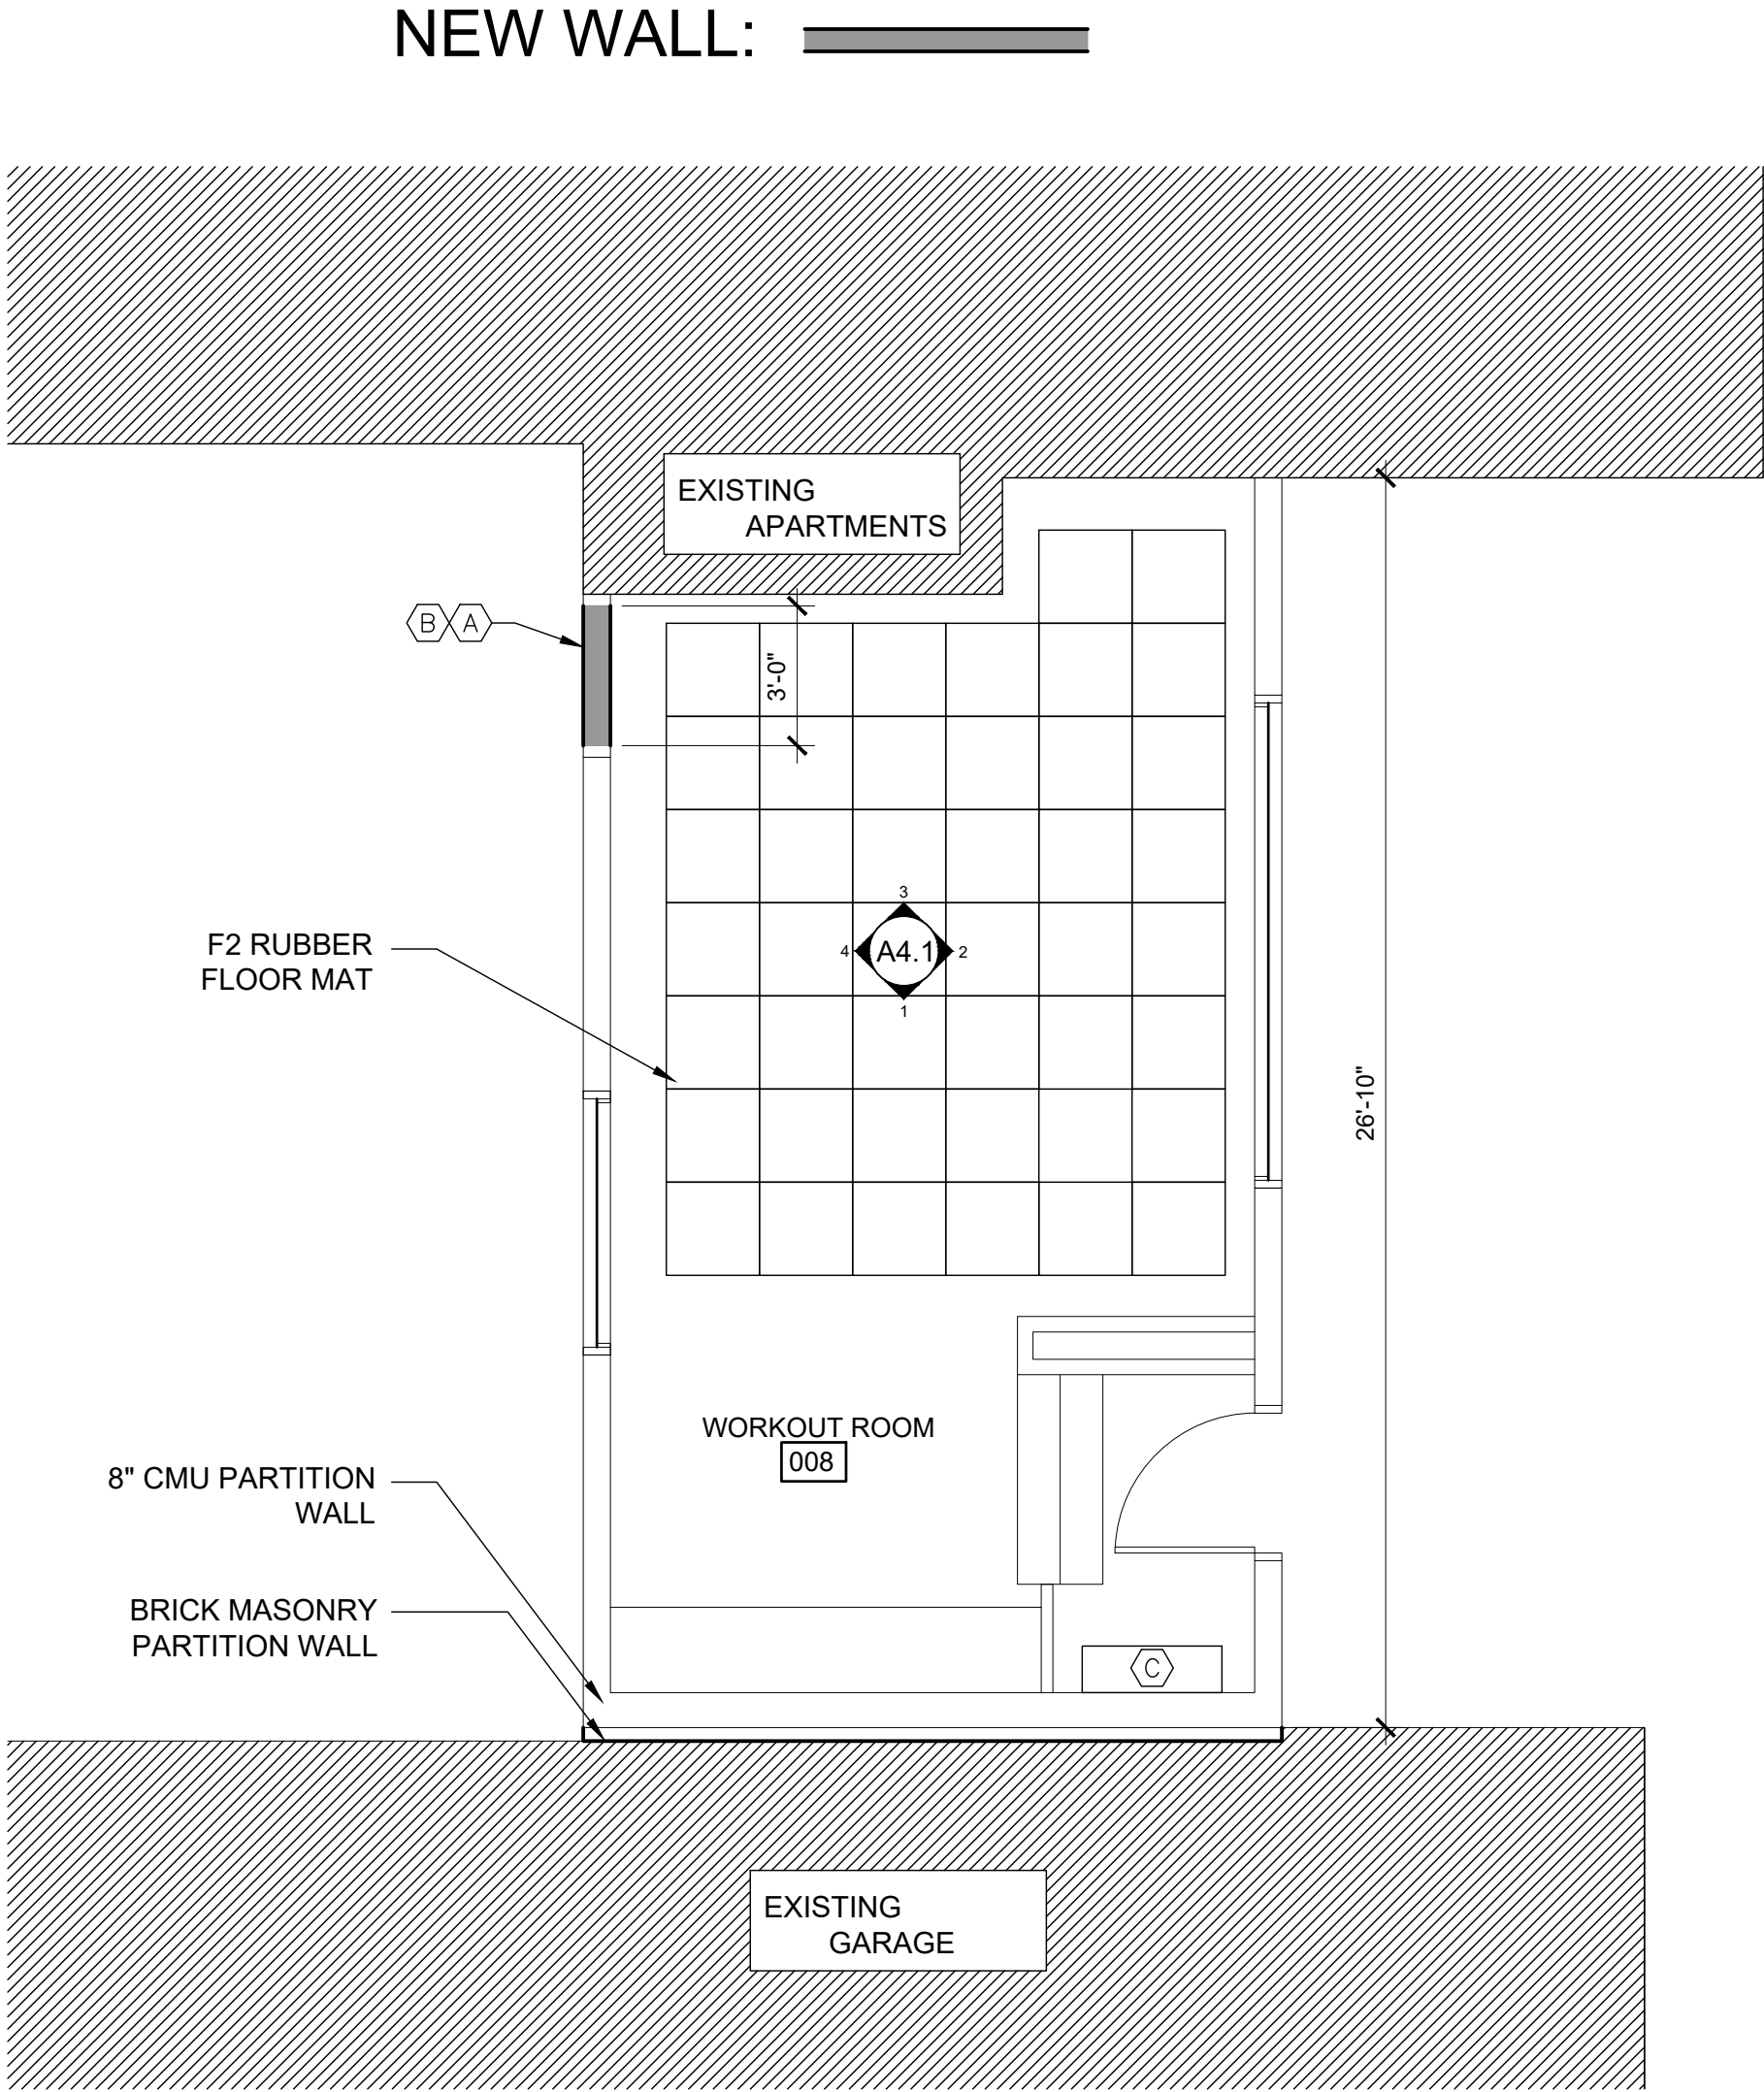 NEW WALL:
EXISTING
APARTMENTS
B A
3'-0"
3
F2 RUBBER
FLOOR MAT
4 A4.1 2
1
26'-10"
WORKOUT ROOM
008
8" CMU PARTITION
WALL
BRICK MASONRY
PARTITION WALL
C
EXISTING
GARAGE